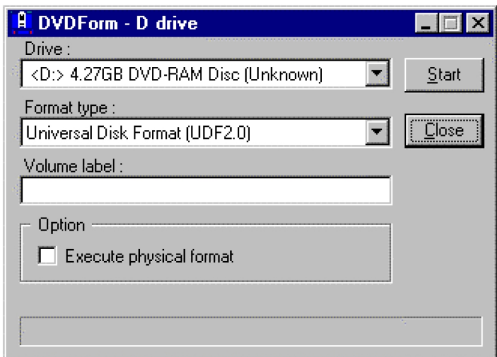 DVDForm - D drive
Drive :
<D:> 4.27GB DVD-RAM Disc (Unknown)
Start
Format type :
Universal Disk Format (UDF2.0)
Close
Volume label :
Option
Execute physical format